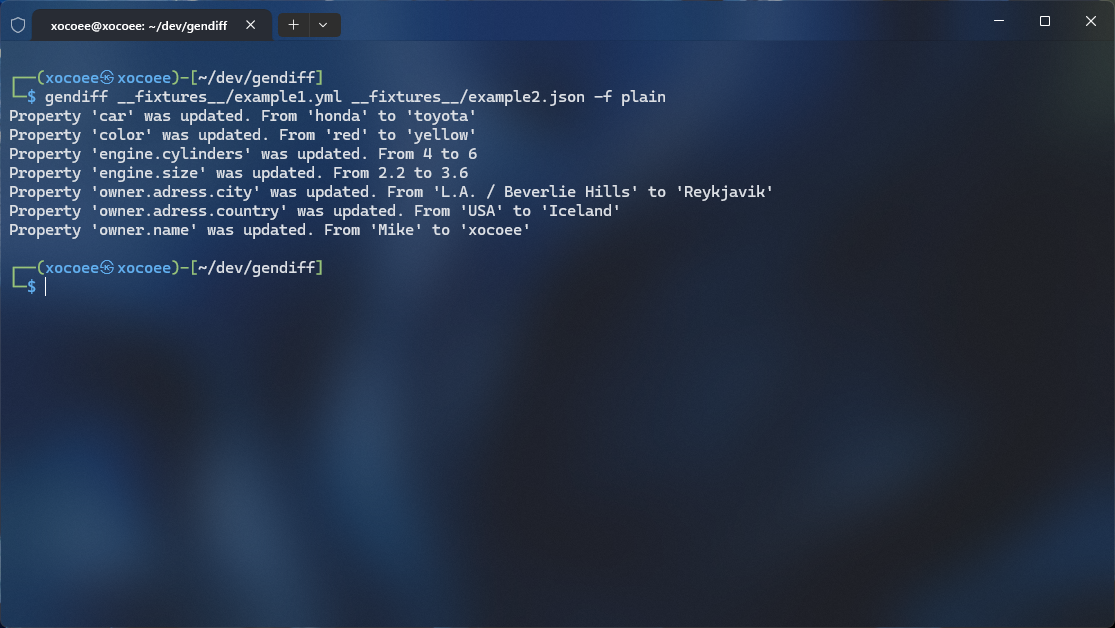 xocoee@xocoee: ~/dev/gendiff
┌──(xocoee㉿xocoee)-[~/dev/gendiff]
└─$ gendiff __fixtures__/example1.yml __fixtures__/example2.json -f plain
Property 'car' was updated. From 'honda' to 'toyota'
Property 'color' was updated. From 'red' to 'yellow'
Property 'engine.cylinders' was updated. From 4 to 6
Property 'engine.size' was updated. From 2.2 to 3.6
Property 'owner.adress.city' was updated. From 'L.A. / Beverlie Hills' to 'Reykjavik'
Property 'owner.adress.country' was updated. From 'USA' to 'Iceland'
Property 'owner.name' was updated. From 'Mike' to 'xocoee'
┌──(xocoee㉿xocoee)-[~/dev/gendiff]
└─$